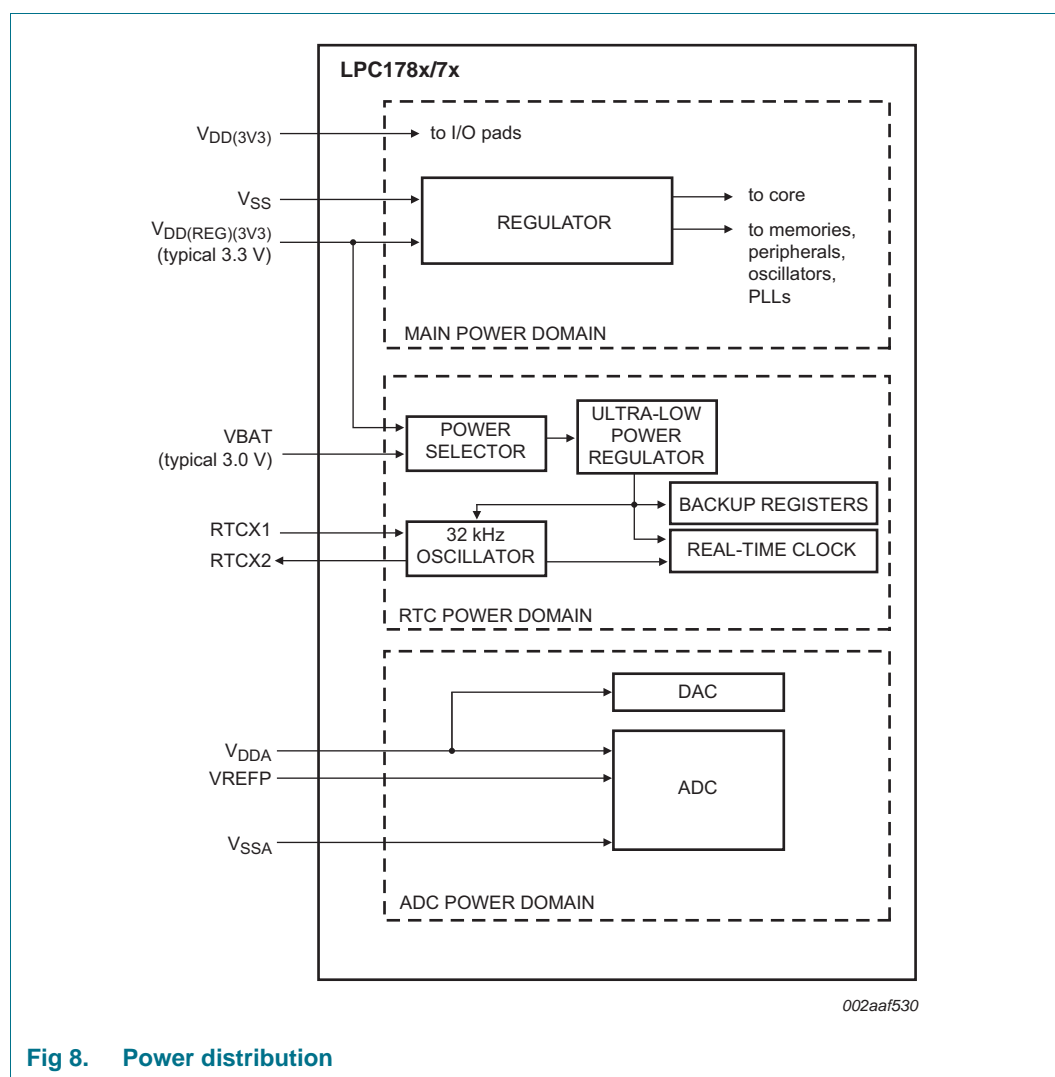 LPC178x/7x
VDD(3V3)
to I/O pads
VSS
REGULATOR
to core
VDD(REG)(3V3)
(typical 3.3 V)
to memories,
peripherals,
oscillators,
PLLs
MAIN POWER DOMAIN
VBAT
(typical 3.0 V)
POWER
SELECTOR
ULTRA-LOW
POWER
REGULATOR
BACKUP REGISTERS
RTCX1
RTCX2
32 kHz
OSCILLATOR
REAL-TIME CLOCK
RTC POWER DOMAIN
DAC
VDDA
VREFP
ADC
VSSA
ADC POWER DOMAIN
002aaf530
Fig 8. Power distribution